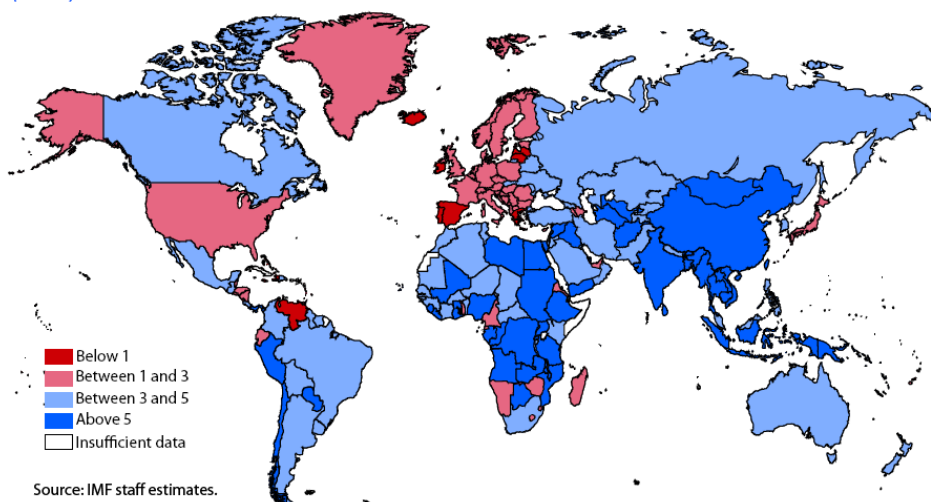 Below 1
Between 1 and 3
Between 3 and 5
Above 5
Insufficient data
Source: IMF staff estimates.